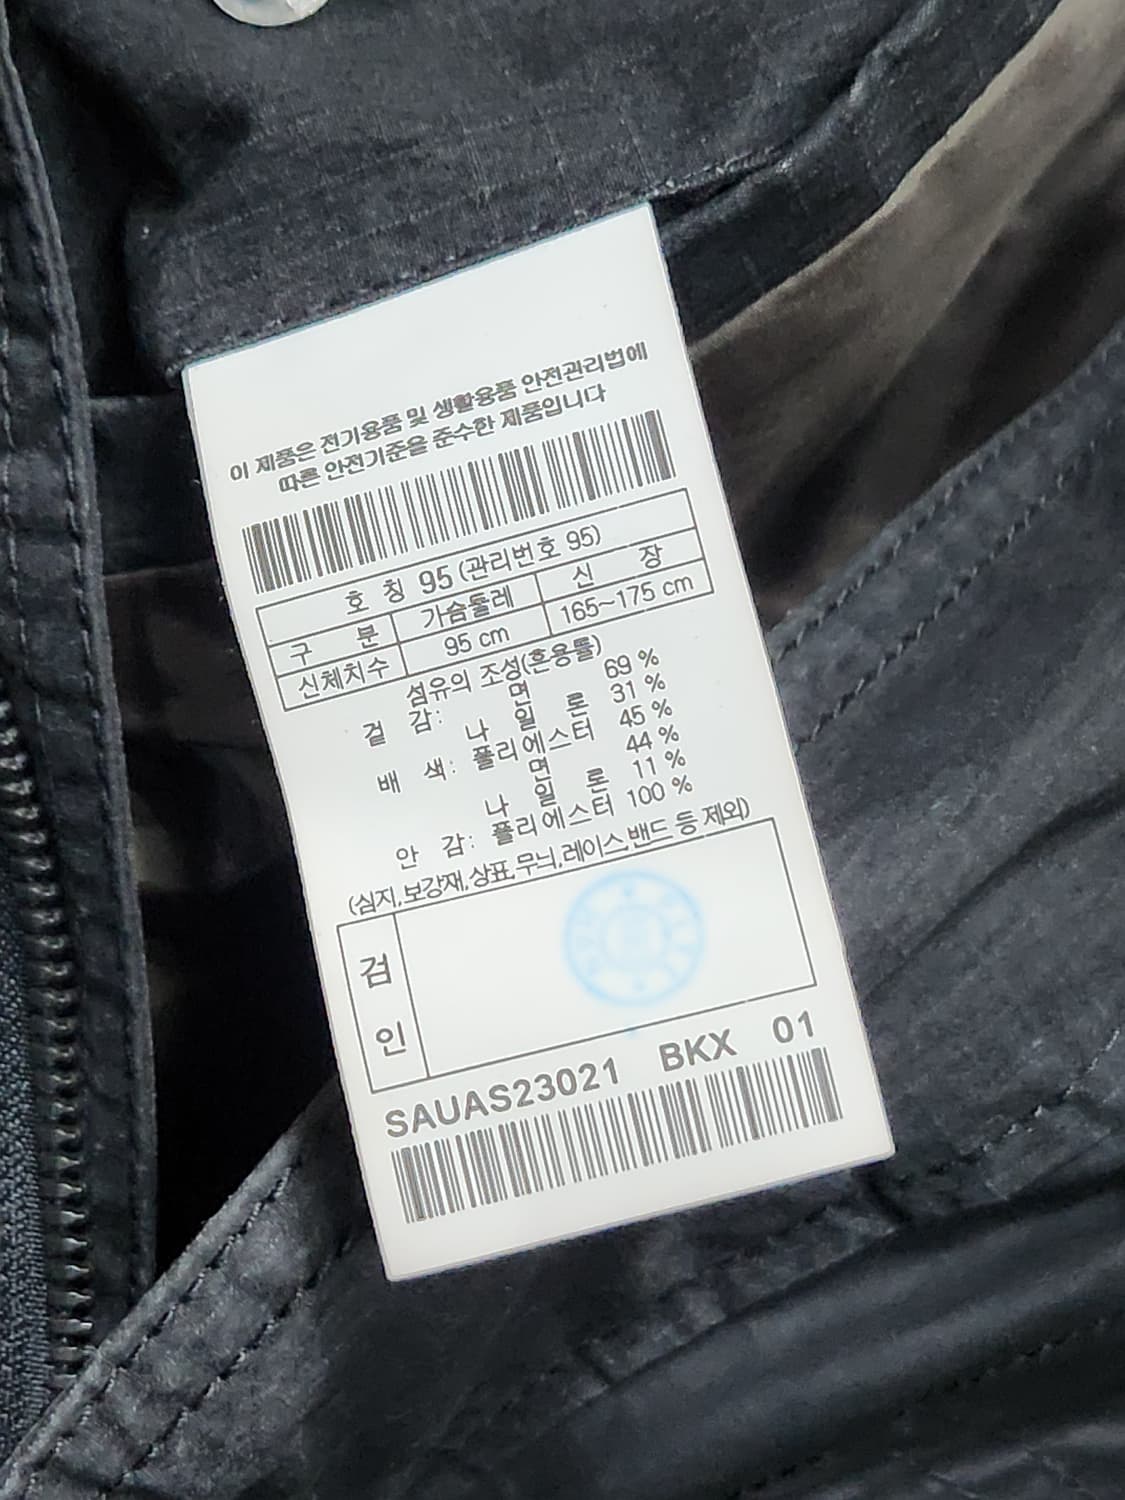 이 제품은 전기용품 및 생활용품 안전관리법에
따른 안전기준을 준수한 제품입니다
호 칭 95 (관리번호 95)
구 분 가슴둘레 신 장
신체치수 95 cm 165~175 cm
섬유의 조성(혼용률)
겉 감: 면 69 %
나 일 론 31 %
배 색: 폴리에스터 45 %
면 44 %
나 일 론 11 %
안 감: 폴리에스터 100 %
(심지,보강재,상표,무늬,레이스,밴드 등 제외)
검
인
SAUAS23021 BKX 01